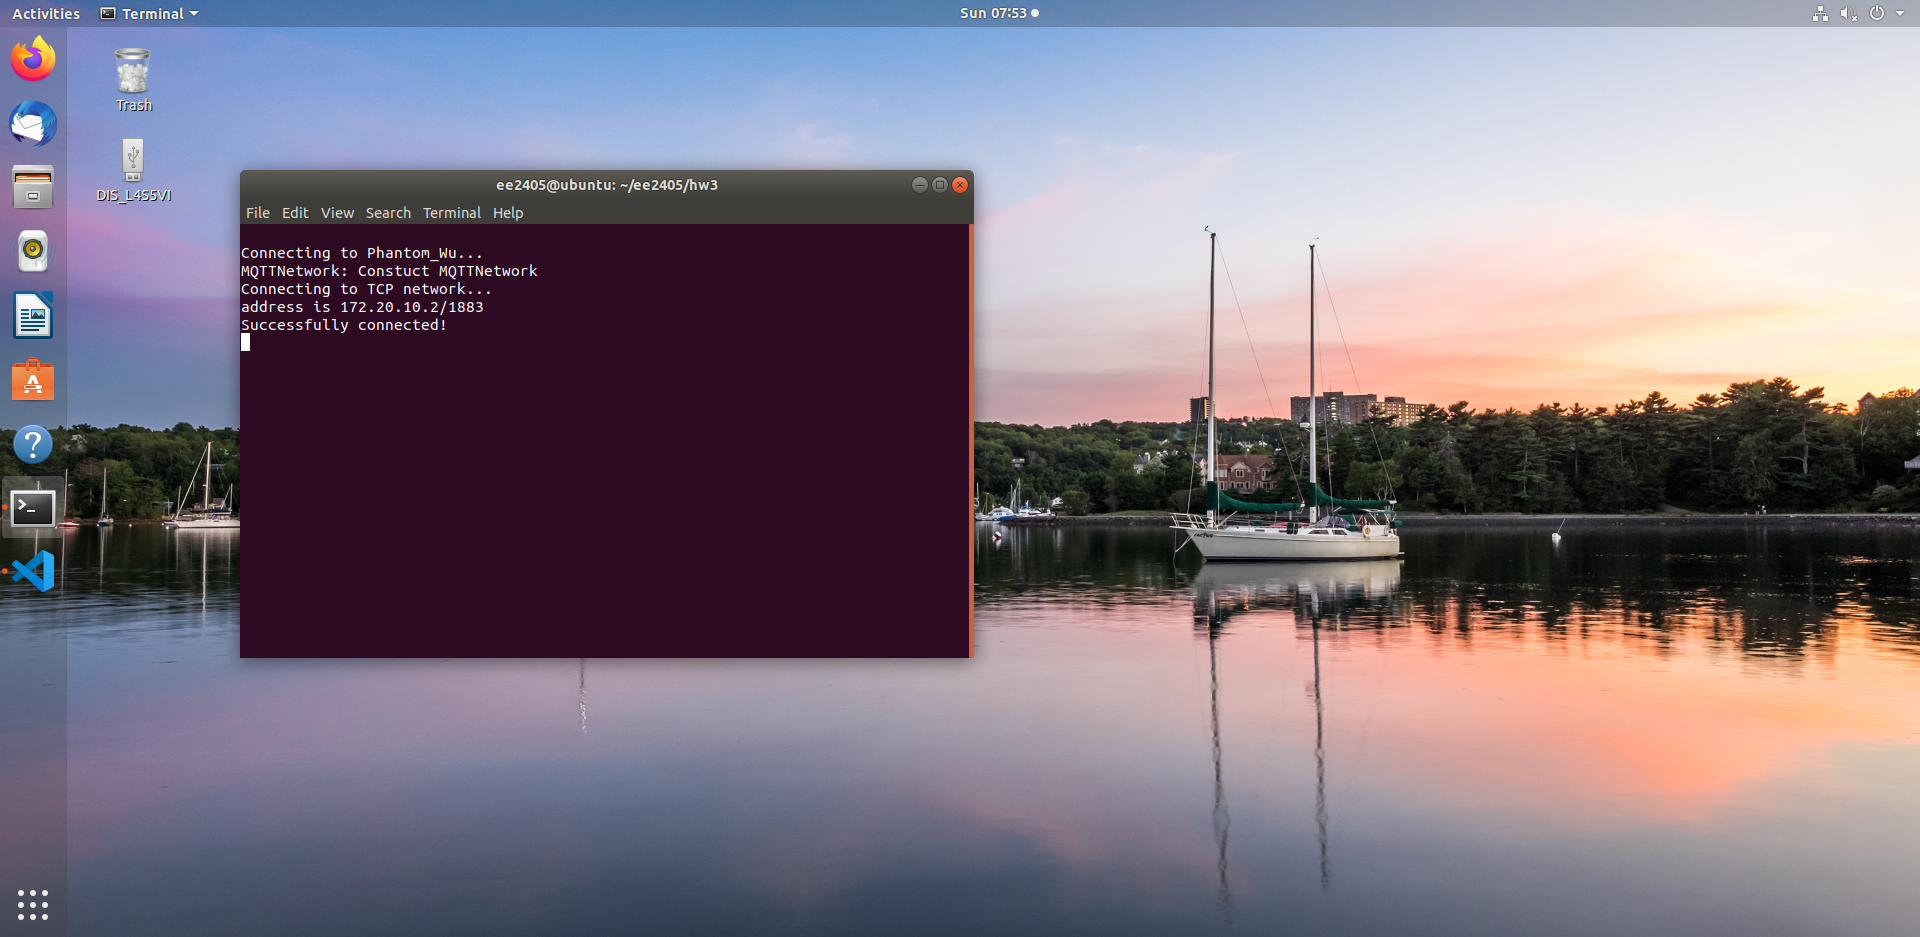 Activities
Terminal
Sun 07:53
Trash
DIS_L4S5VI
ee2405@ubuntu: ~/ee2405/hw3
File Edit View Search Terminal Help
Connecting to Phantom_Wu...
MQTTNetwork: Constuct MQTTNetwork
Connecting to TCP network...
address is 172.20.10.2/1883
Successfully connected!